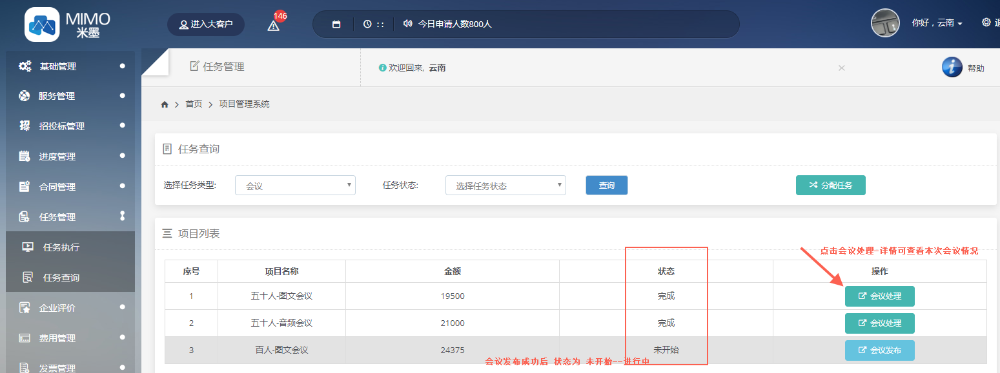 MIMO
米墨
进入大客户
146
: :
今日申请人数800人
你好，云南
基础管理
服务管理
招投标管理
进度管理
合同管理
任务管理
任务执行
任务查询
企业评价
费用管理
发票管理
任务管理
欢迎回来, 云南
帮助
首页
项目管理系统
任务查询
选择任务类型:
会议
任务状态:
选择任务状态
查询
分配任务
项目列表
点击会议处理-详情可查看本次会议情况
序号 项目名称 金额 状态 操作
1 五十人-图文会议 19500 完成 会议处理
2 五十人-音频会议 21000 完成 会议处理
3 百人-图文会议 24375 未开始 会议发布
会议发布成功后 状态为 未开始--进行中